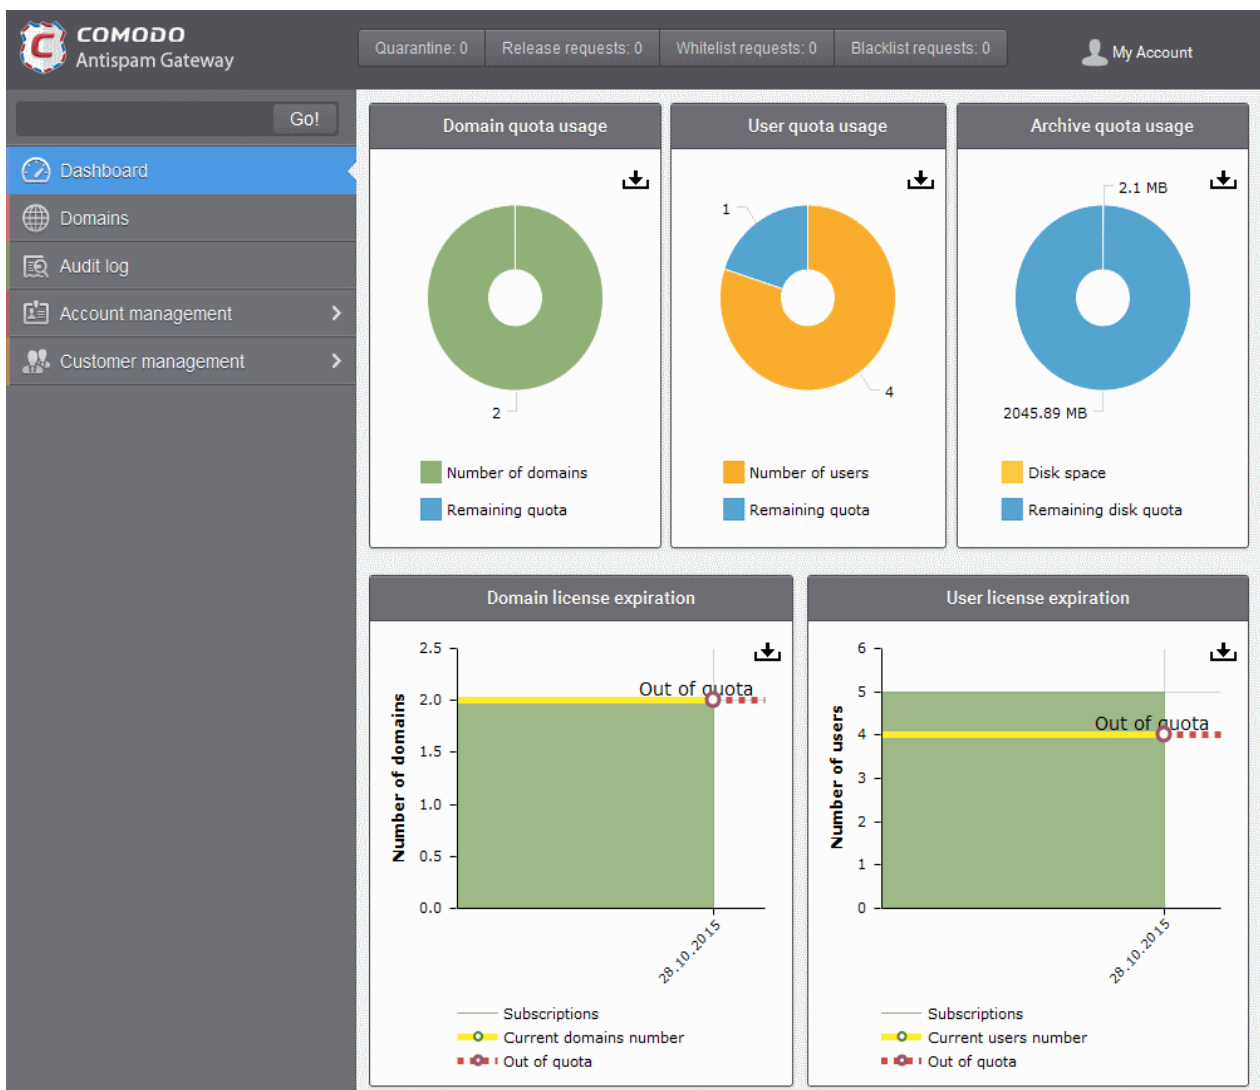 COMODO
Antispam Gateway
Quarantine: 0
Release requests: 0
Whitelist requests: 0
Blacklist requests: 0
My Account
Go!
Dashboard
Domains
Audit log
Account management
Customer management
Domain quota usage
2
Number of domains
Remaining quota
User quota usage
1
4
Number of users
Remaining quota
Archive quota usage
2.1 MB
2045.89 MB
Disk space
Remaining disk quota
Domain license expiration
Number of domains
2.5
2.0
1.5
1.0
0.5
0.0
Out of quota
28.10.2015
Subscriptions
Current domains number
Out of quota
User license expiration
Number of users
6
5
4
3
2
1
0
Out of quota
28.10.2015
Subscriptions
Current users number
Out of quota